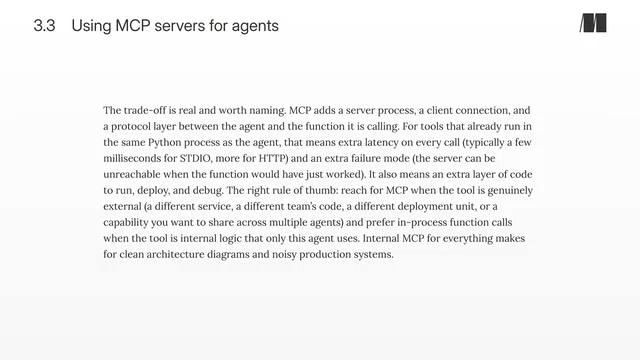 3.3 Using MCP servers for agents
The trade-off is real and worth naming. MCP adds a server process, a client connection, and
a protocol layer between the agent and the function it is calling. For tools that already run in
the same Python process as the agent, that means extra latency on every call (typically a few
milliseconds for STDIO, more for HTTP) and an extra failure mode (the server can be
unreachable when the function would have just worked). It also means an extra layer of code
to run, deploy, and debug. The right rule of thumb: reach for MCP when the tool is genuinely
external (a different service, a different team’s code, a different deployment unit, or a
capability you want to share across multiple agents) and prefer in-process function calls
when the tool is internal logic that only this agent uses. Internal MCP for everything makes
for clean architecture diagrams and noisy production systems.